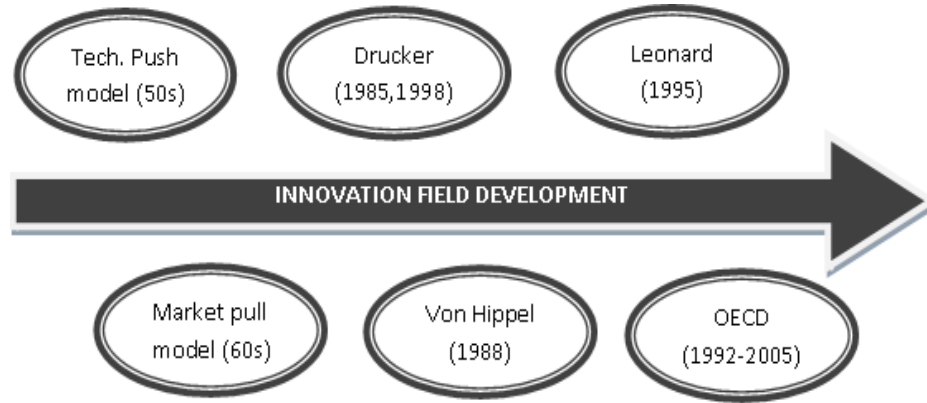 Tech. Push
model (50s)
Drucker
(1985,1998)
Leonard
(1995)
INNOVATION FIELD DEVELOPMENT
Market pull
model (60s)
Von Hippel
(1988)
OECD
(1992-2005)